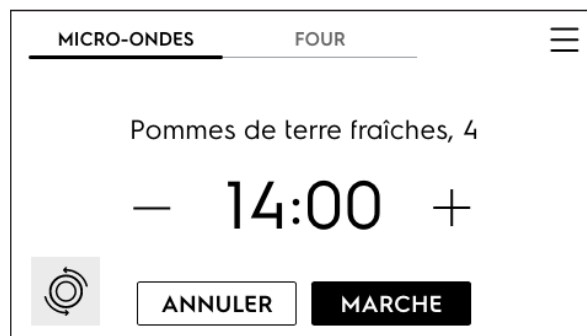 MICRO-ONDES FOUR
Pommes de terre fraîches, 4
— 14:00 +
ANNULER MARCHE